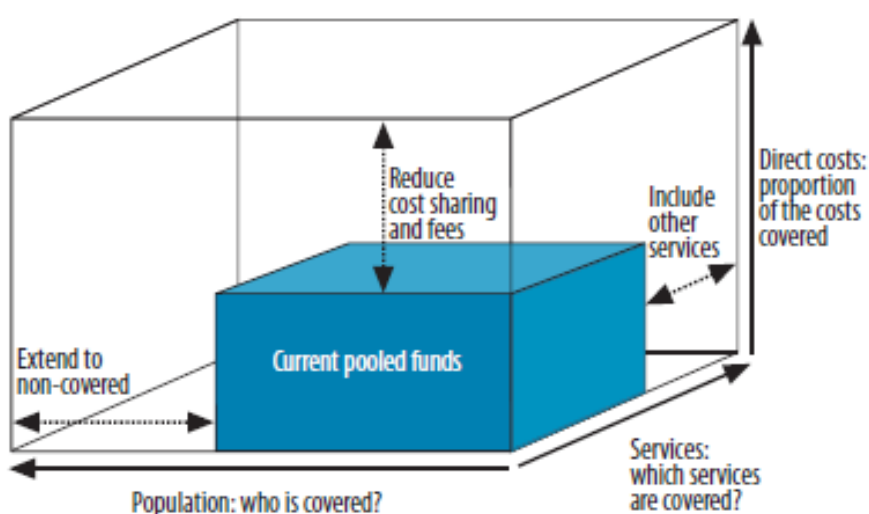 Reduce
cost sharing
and fees
Include
other
services
Direct costs:
proportion
of the costs
covered
Extend to
non-covered
Current pooled funds
Population: who is covered?
Services:
which services
are covered?